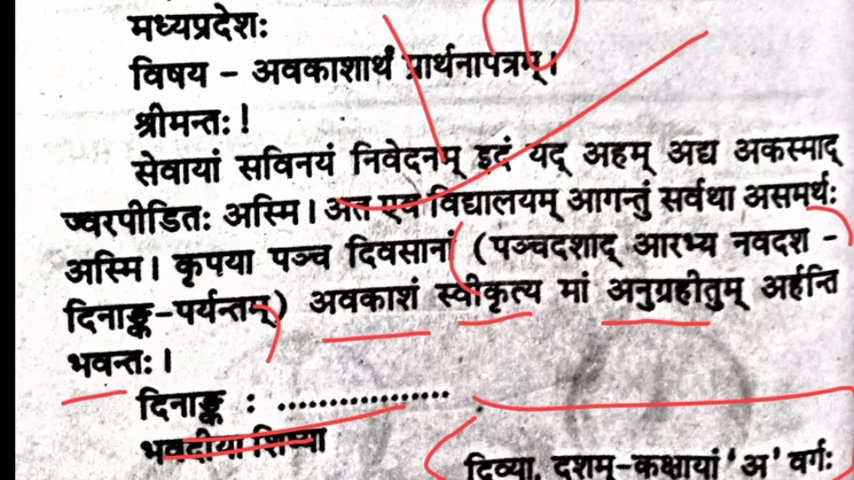 मध्यप्रदेशः
विषय – अवकाशार्थं प्रार्थनापत्रम्।
श्रीमन्तः!
सेवायां सविनयं निवेदनम् इदं यद् अहम् अद्य अकस्माद्
ज्वरपीडितः अस्मि। अत एव विद्यालयम् आगन्तुं सर्वथा असमर्थः
अस्मि। कृपया पञ्च दिवसानां (पञ्चदशाद् आरभ्य नवदश –
दिनाङ्क-पर्यन्तम्) अवकाशं स्वीकृत्य मां अनुग्रहीतुम् अर्हन्ति
भवन्तः।
दिनाङ्क : ..................
भवदीया शिष्या
दिव्या, दशम्-कक्षायां 'अ' वर्गः